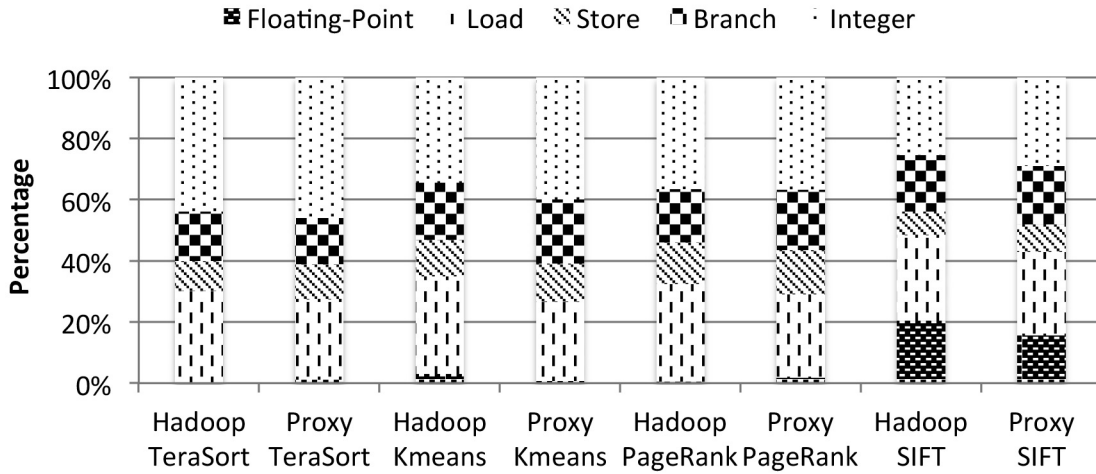 Floating-Point Load Store Branch Integer
100%
80%
60%
40%
20%
0%
Percentage
Hadoop Proxy Hadoop Proxy Hadoop Proxy Hadoop Proxy
TeraSort TeraSort Kmeans Kmeans PageRank PageRank SIFT SIFT